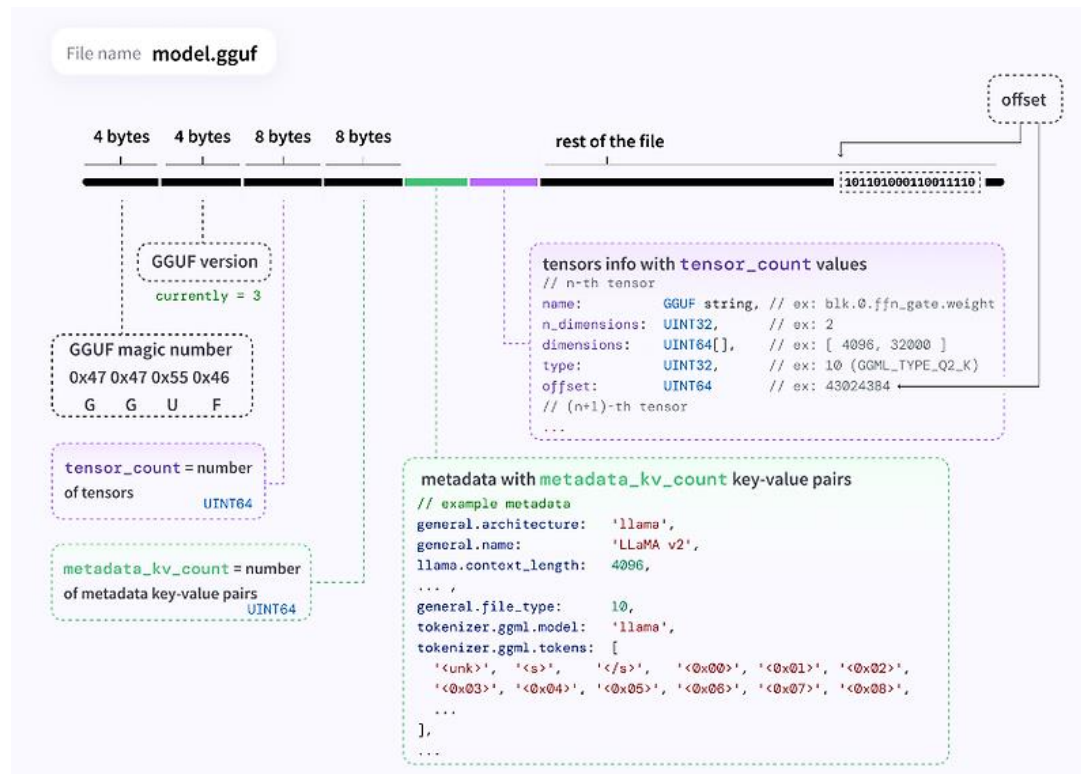 File name model.gguf
offset
4 bytes 4 bytes 8 bytes 8 bytes
rest of the file
101101000110011110
GGUF version
currently = 3
GGUF magic number
0x47 0x47 0x55 0x46
G G U F
tensor_count = number
of tensors
UINT64
metadata_kv_count = number
of metadata key-value pairs
UINT64
tensors info with tensor_count values
// n-th tensor
name: GGUF string, // ex: blk.0.ffn_gate.weight
n_dimensions: UINT32, // ex: 2
dimensions: UINT64[], // ex: [ 4096, 32000 ]
type: UINT32, // ex: 10 (GGML_TYPE_Q2_K)
offset: UINT64 // ex: 43024384
// (n+1)-th tensor
...
metadata with metadata_kv_count key-value pairs
// example metadata
general.architecture: 'llama',
general.name: 'LLaMA v2',
llama.context_length: 4096,
... ,
general.file_type: 10,
tokenizer.ggml.model: 'llama',
tokenizer.ggml.tokens: [
'<unk>', '<s>', '</s>', '<0x00>', '<0x01>', '<0x02>',
'<0x03>', '<0x04>', '<0x05>', '<0x06>', '<0x07>', '<0x08>',
...
],
...